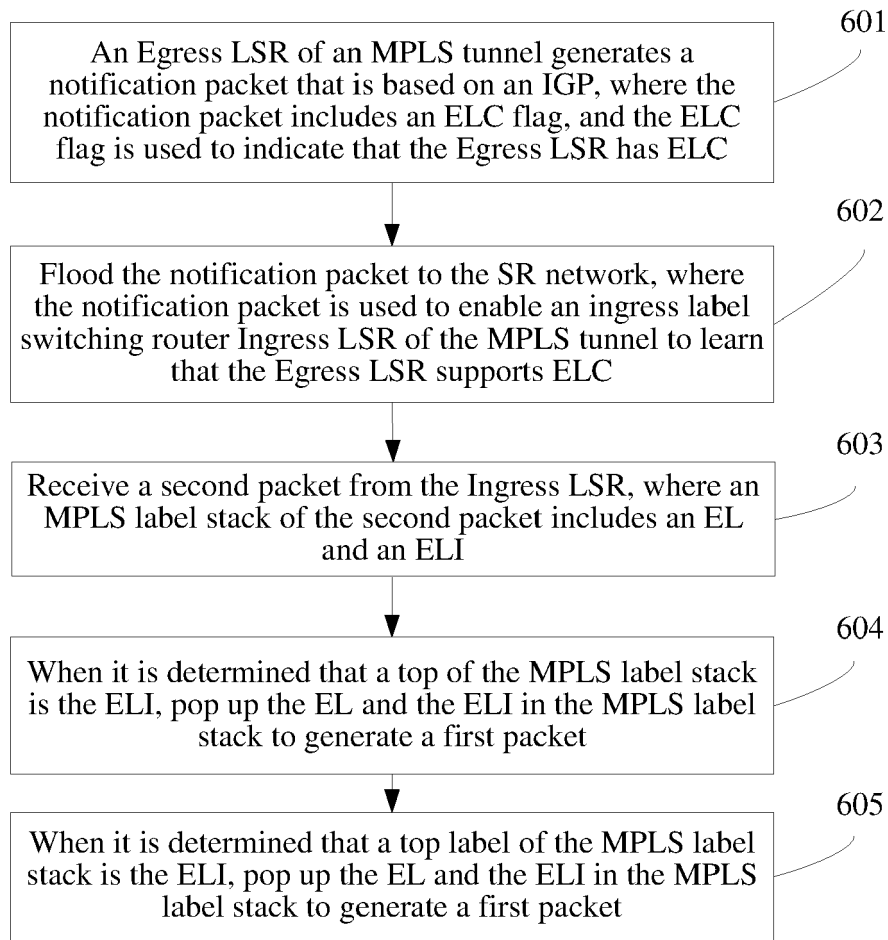 601
An Egress LSR of an MPLS tunnel generates a
notification packet that is based on an IGP, where the
notification packet includes an ELC flag, and the ELC
flag is used to indicate that the Egress LSR has ELC
602
Flood the notification packet to the SR network, where
the notification packet is used to enable an ingress label
switching router Ingress LSR of the MPLS tunnel to learn
that the Egress LSR supports ELC
603
Receive a second packet from the Ingress LSR, where an
MPLS label stack of the second packet includes an EL
and an ELI
604
When it is determined that a top of the MPLS label stack
is the ELI, pop up the EL and the ELI in the MPLS label
stack to generate a first packet
605
When it is determined that a top label of the MPLS label
stack is the ELI, pop up the EL and the ELI in the MPLS
label stack to generate a first packet